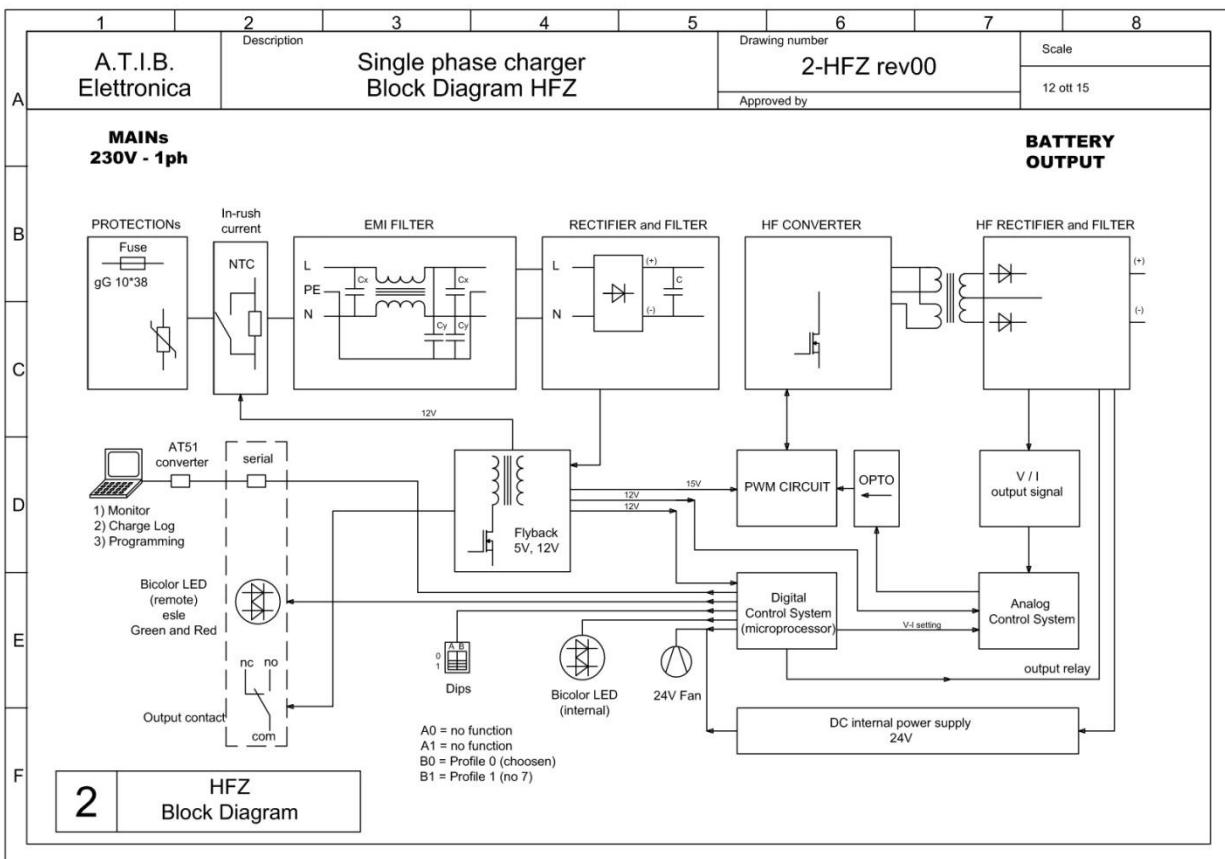 1 2 3 4 5 6 7 8
A
B
C
D
E
F
A.T.I.B.
Elettronica
Description
Single phase charger
Block Diagram HFZ
Drawing number
2-HFZ rev00
Approved by
Scale
12 ott 15
MAINs
230V - 1ph
BATTERY
OUTPUT
PROTECTIONs
Fuse
gG 10*38
In-rush
current
NTC
EMI FILTER
L
PE
N
Cx
Cx
Cy
Cy
RECTIFIER and FILTER
L
N
(+)
(-)
C
HF CONVERTER
HF RECTIFIER and FILTER
(+)
(-)
12V
AT51
converter
serial
1) Monitor
2) Charge Log
3) Programming
Flyback
5V, 12V
15V
12V
12V
PWM CIRCUIT
OPTO
V / I
output signal
Bicolor LED
(remote)
esle
Green and Red
Digital
Control System
(microprocessor)
V-I setting
Analog
Control System
output relay
nc no
Output contact
com
A B
0
1
Dips
Bicolor LED
(internal)
24V Fan
DC internal power supply
24V
A0 = no function
A1 = no function
B0 = Profile 0 (choosen)
B1 = Profile 1 (no 7)
2
HFZ
Block Diagram